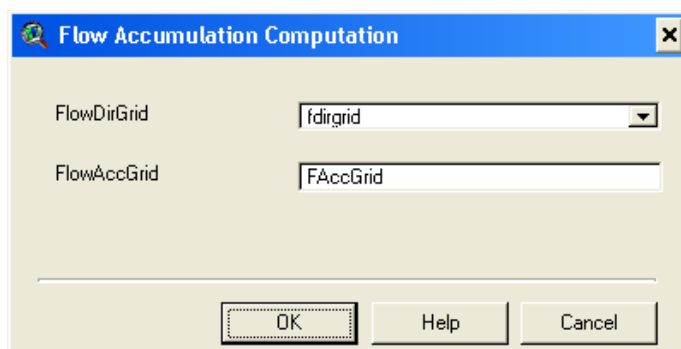 Flow Accumulation Computation
FlowDirGrid fdirgrid
FlowAccGrid FAccGrid
OK Help Cancel